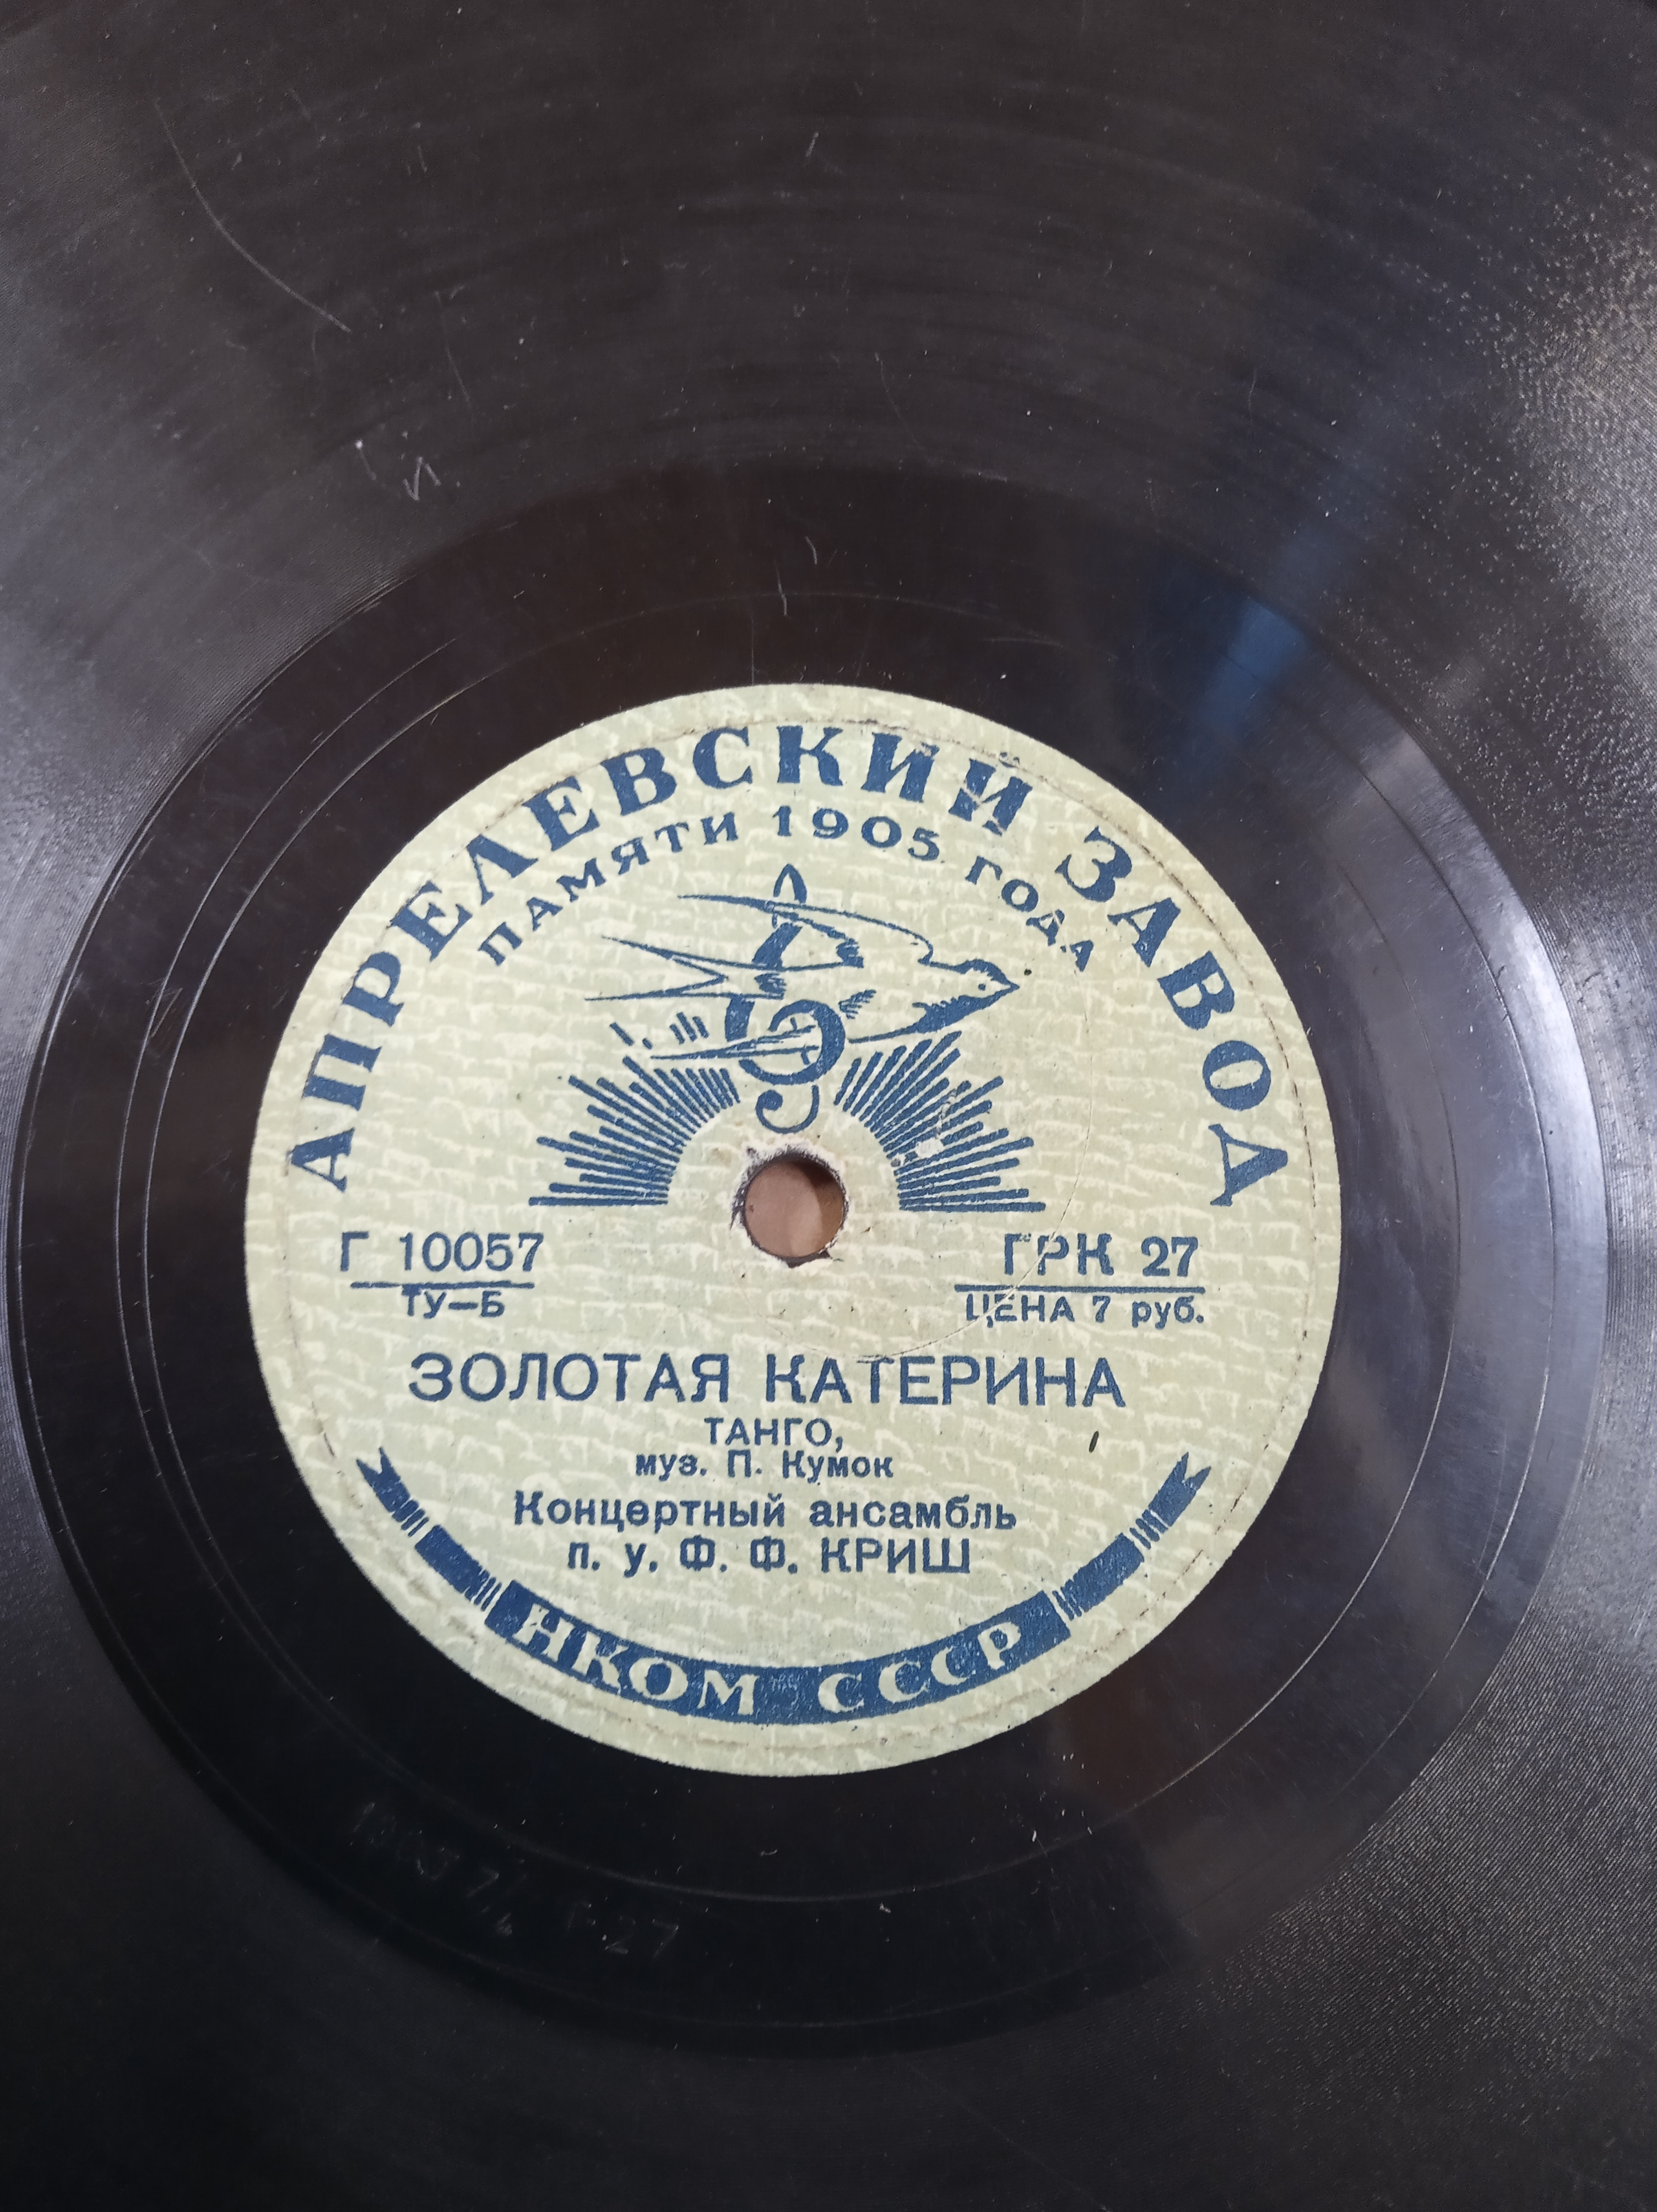 АПРЕЛЕВСКИЙ ЗАВОД
ПАМЯТИ 1905 ГОДА
Г 10057
ТУ—Б
ГРК 27
ЦЕНА 7 руб.
ЗОЛОТАЯ КАТЕРИНА
ТАНГО,
муз. П. Кумок
Концертный ансамбль
п. у. Ф. Ф. КРИШ
НКОМ СССР